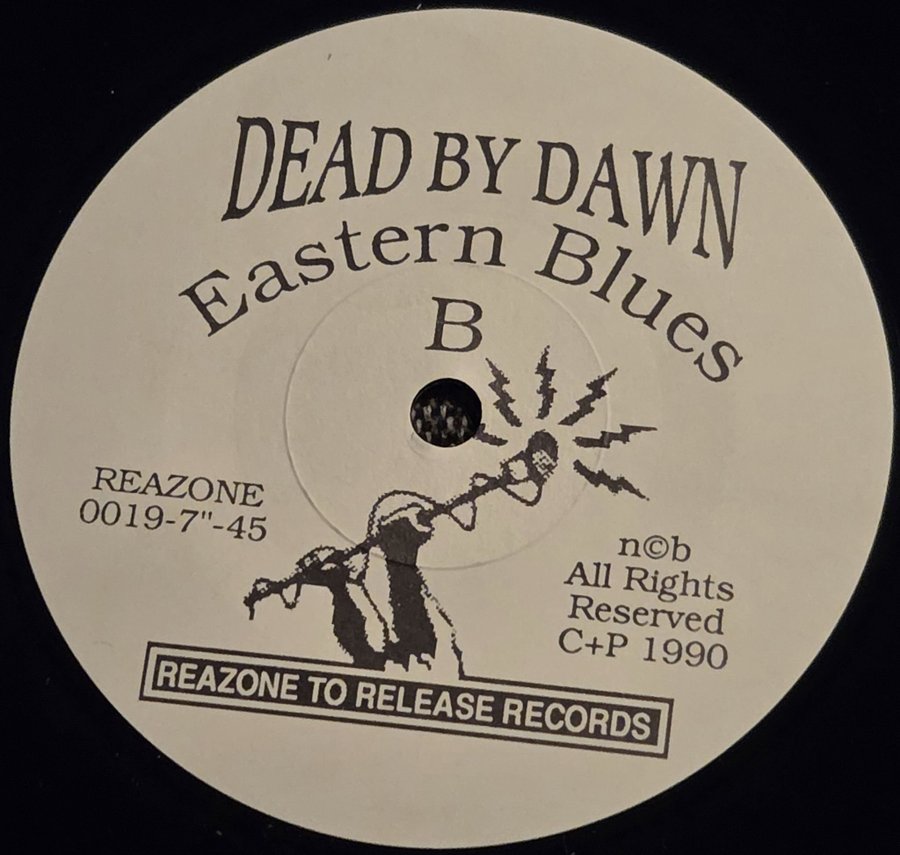 DEAD BY DAWN
Eastern Blues
B
REAZONE
0019-7"-45
n©b
All Rights
Reserved
C+P 1990
REAZONE TO RELEASE RECORDS